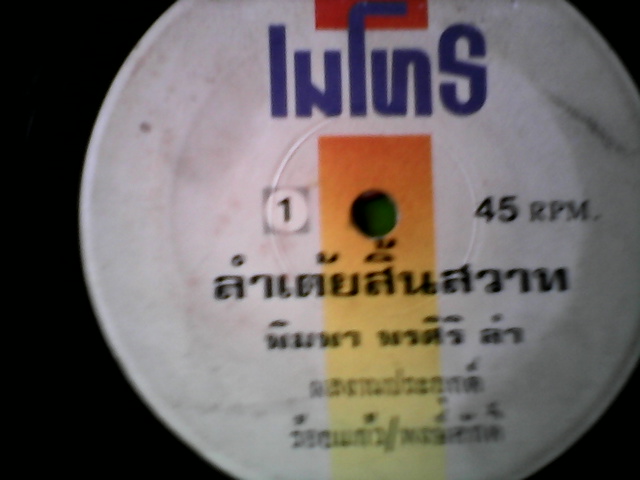 เมโทร
1
45 RPM.
ลำเต้ยสิ้นสวาท
พิมพา พรศิริ ลำ